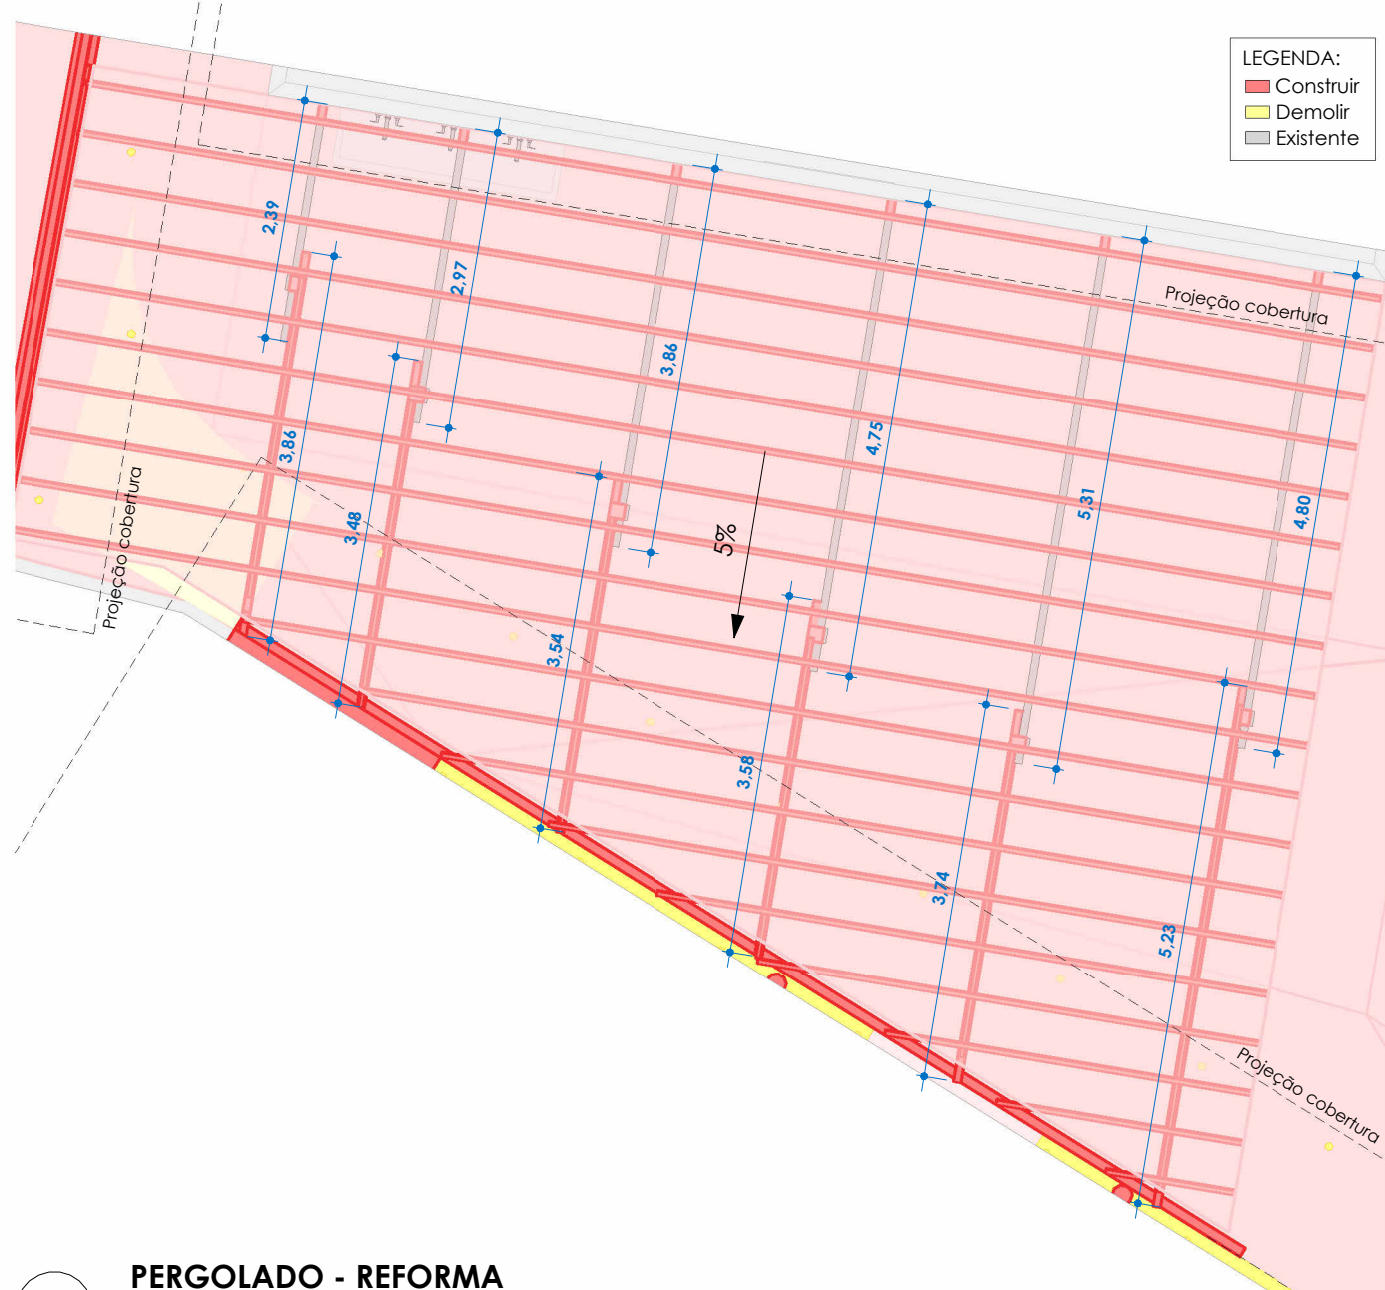 LEGENDA:
Construir
Demolir
Existente
2,39
2,97
3,86
Projeção cobertura
3,86
4,75
5,31
4,80
3,48
5%
Projeção cobertura
3,54
3,58
3,74
5,23
Projeção cobertura
PERGOLADO - REFORMA